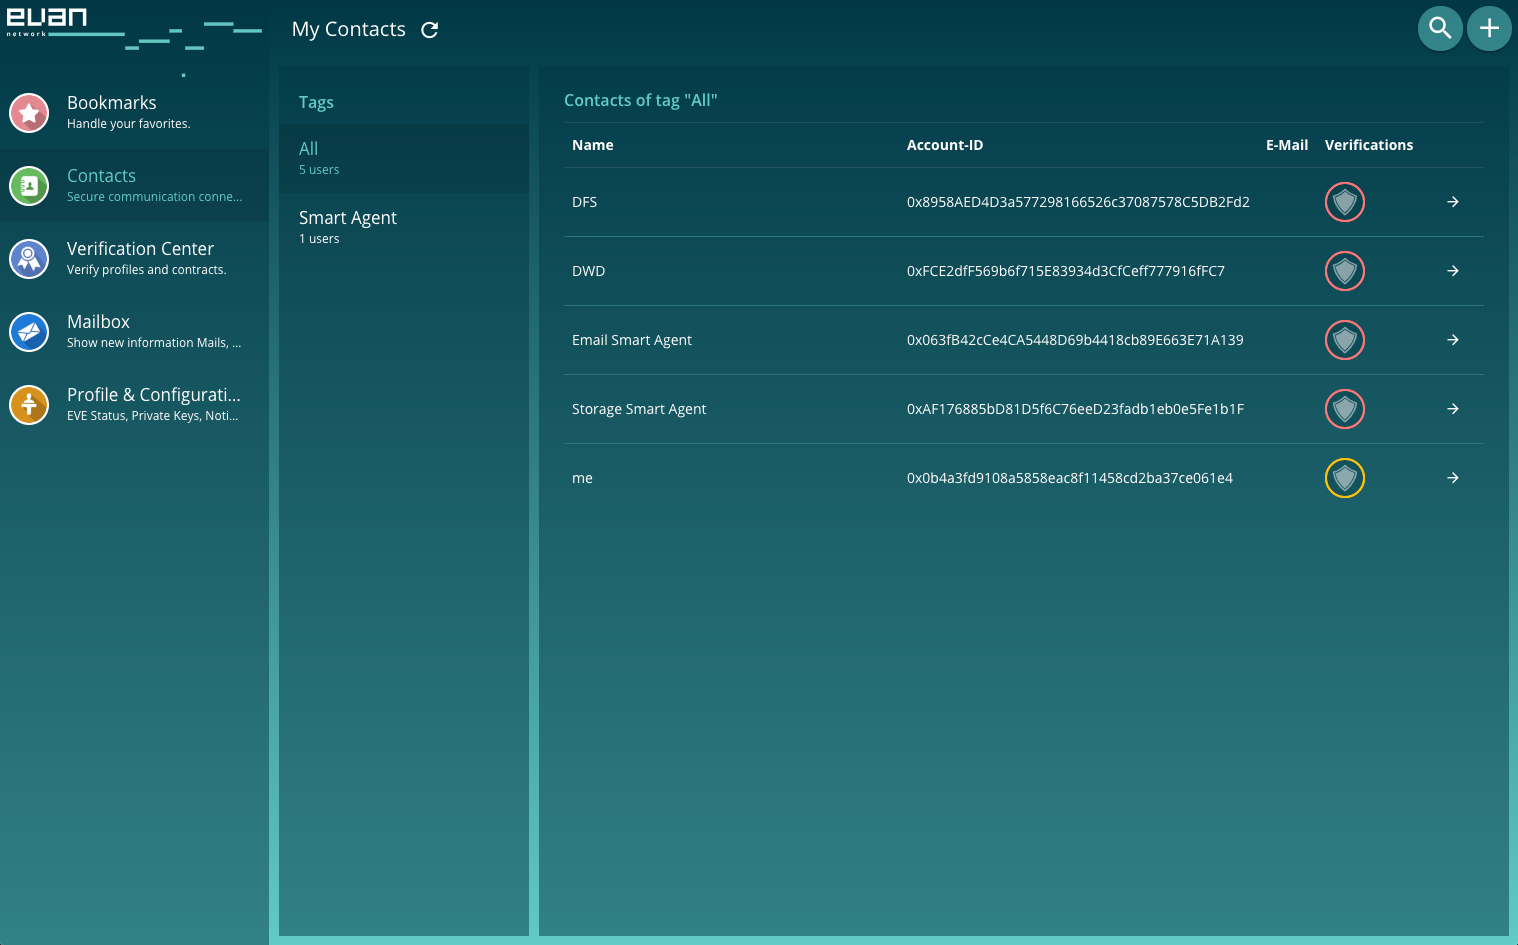 evan
network
My Contacts
Bookmarks
Handle your favorites.
Contacts
Secure communication conne...
Verification Center
Verify profiles and contracts.
Mailbox
Show new information Mails, ...
Profile & Configurati...
EVE Status, Private Keys, Noti...
Tags
All
5 users
Smart Agent
1 users
Contacts of tag "All"
Name Account-ID E-Mail Verifications
DFS 0x8958AED4D3a577298166526c37087578C5DB2Fd2
DWD 0xFCE2dfF569b6f715E83934d3CfCeff777916fFC7
Email Smart Agent 0x063fB42cCe4CA5448D69b4418cb89E663E71A139
Storage Smart Agent 0xAF176885bD81D5f6C76eeD23fadb1eb0e5Fe1b1F
me 0x0b4a3fd9108a5858eac8f11458cd2ba37ce061e4